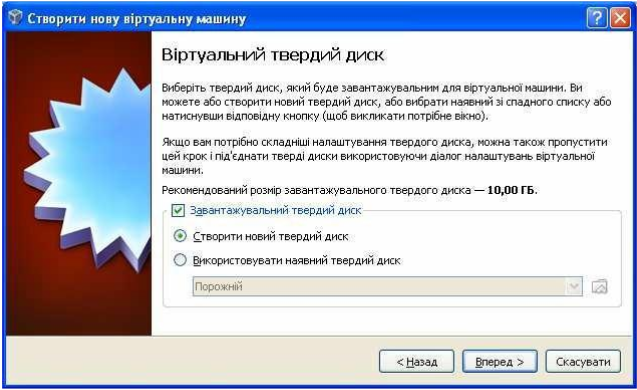 Створити нову віртуальну машину
Віртуальний твердий диск
Виберіть твердий диск, який буде завантажувальним для віртуальної машини. Ви
можете або створити новий твердий диск, або вибрати наявний зі спадного списку або
натиснувши відповідну кнопку (щоб викликати потрібне вікно).
Якщо вам потрібно складніші налаштування твердого диска, можна також пропустити
цей крок і під'єднати тверді диски використовуючи діалог налаштувань віртуальної
машини.
Рекомендований розмір завантажувального твердого диска — 10,00 ГБ.
Завантажувальний твердий диск
Створити новий твердий диск
Використовувати наявний твердий диск
Порожній
< Назад
Вперед >
Скасувати